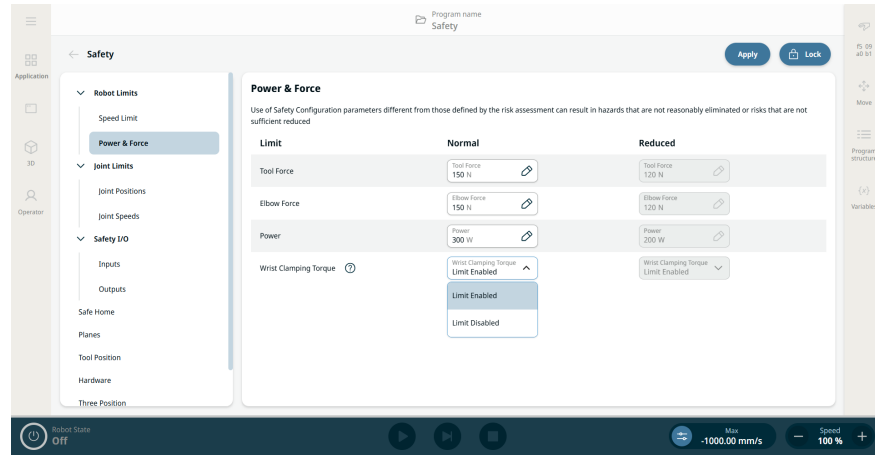 Program name
Safety
f5 09
a0 b1
Safety
Apply
Lock
Application
3D
Operator
Move
Program
structure
{x}
Variables
Robot Limits
Speed Limit
Power & Force
Joint Limits
Joint Positions
Joint Speeds
Safety I/O
Inputs
Outputs
Safe Home
Planes
Tool Position
Hardware
Three Position
Power & Force
Use of Safety Configuration parameters different from those defined by the risk assessment can result in hazards that are not reasonably eliminated or risks that are not
sufficient reduced
Limit Normal Reduced
Tool Force
Tool Force
150 N
Tool Force
120 N
Elbow Force
Elbow Force
150 N
Elbow Force
120 N
Power
Power
300 W
Power
200 W
Wrist Clamping Torque ?
Wrist Clamping Torque
Limit Enabled
Wrist Clamping Torque
Limit Enabled
Limit Enabled
Limit Disabled
Robot State
Off
Max
-1000.00 mm/s
Speed
100 %